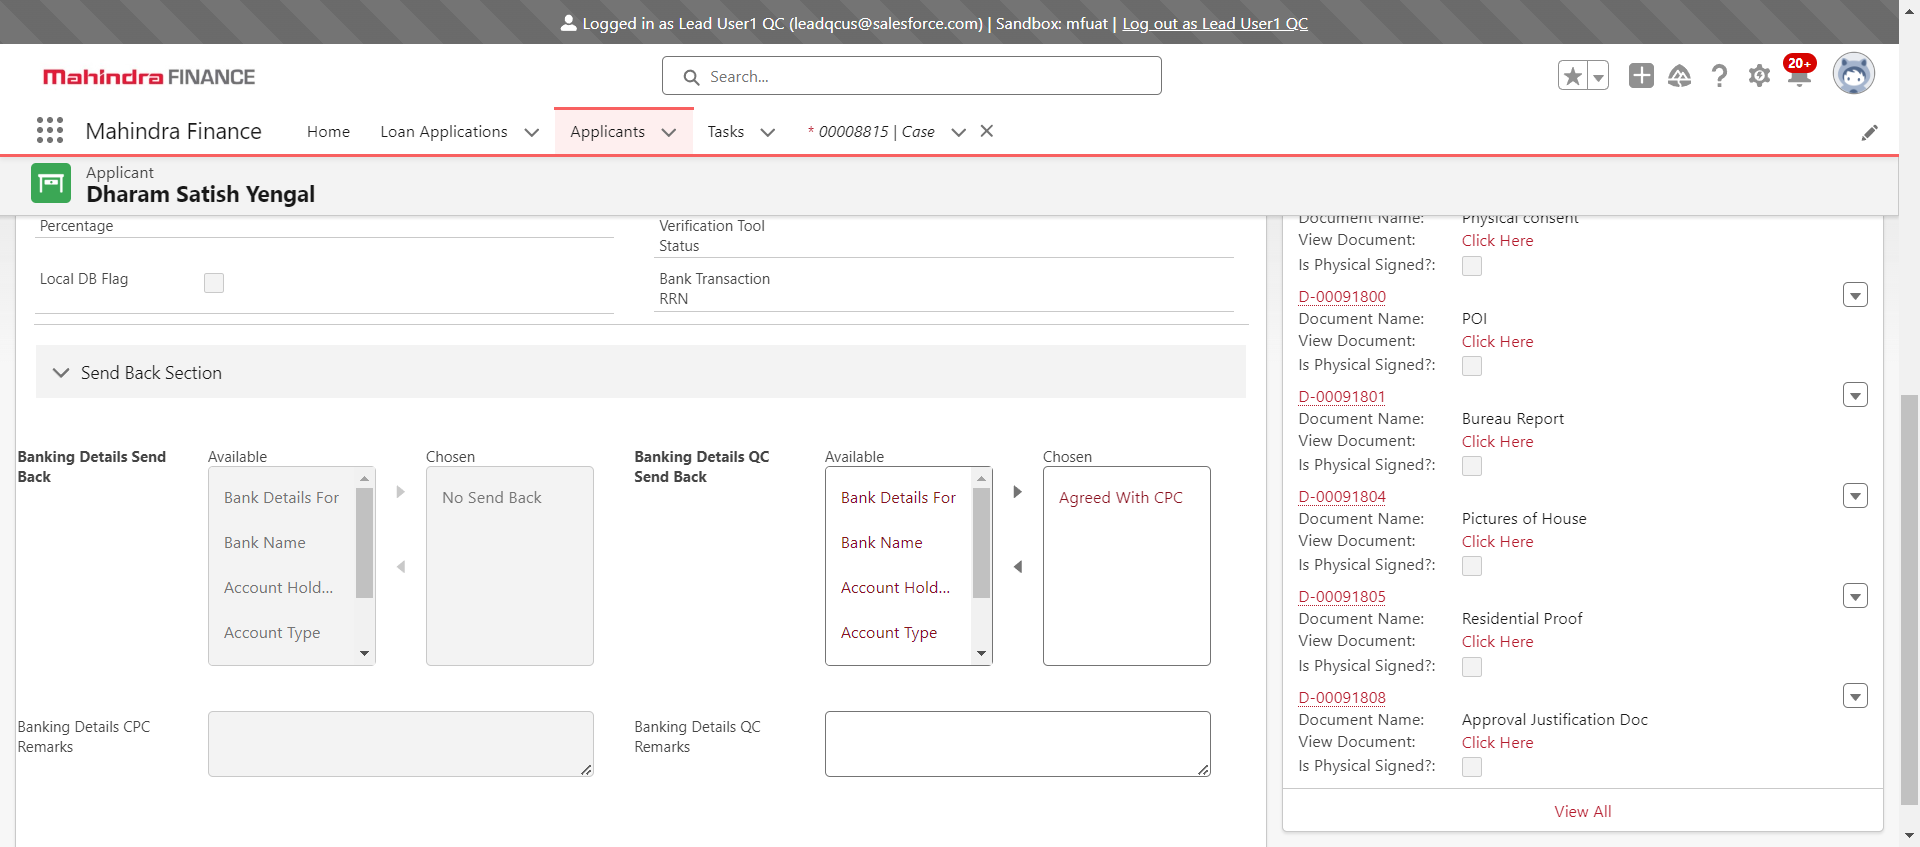 Logged in as Lead User1 QC (leadqcus@salesforce.com) | Sandbox: mfuat | Log out as Lead User1 QC
Mahindra FINANCE
Search...
20+
Mahindra Finance
Home
Loan Applications
Applicants
Tasks
* 00008815 | Case
Applicant
Dharam Satish Yengal
Percentage
Verification Tool
Status
Local DB Flag
Bank Transaction
RRN
Send Back Section
Banking Details Send
Back
Available
Bank Details For
Bank Name
Account Hold...
Account Type
Chosen
No Send Back
Banking Details QC
Send Back
Available
Bank Details For
Bank Name
Account Hold...
Account Type
Chosen
Agreed With CPC
Banking Details CPC
Remarks
Banking Details QC
Remarks
Document Name: Physical consent
View Document: Click Here
Is Physical Signed?:
D-00091800
Document Name: POI
View Document: Click Here
Is Physical Signed?:
D-00091801
Document Name: Bureau Report
View Document: Click Here
Is Physical Signed?:
D-00091804
Document Name: Pictures of House
View Document: Click Here
Is Physical Signed?:
D-00091805
Document Name: Residential Proof
View Document: Click Here
Is Physical Signed?:
D-00091808
Document Name: Approval Justification Doc
View Document: Click Here
Is Physical Signed?:
View All